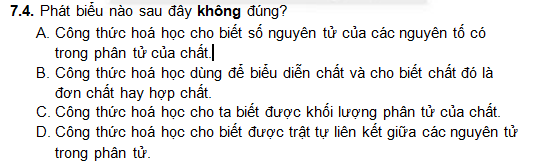 7.4. Phát biểu nào sau đây không đúng?
A. Công thức hoá học cho biết số nguyên tử của các nguyên tố có
trong phân tử của chất.
B. Công thức hoá học dùng để biểu diễn chất và cho biết chất đó là
đơn chất hay hợp chất.
C. Công thức hoá học cho ta biết được khối lượng phân tử của chất.
D. Công thức hoá học cho biết được trật tự liên kết giữa các nguyên tử
trong phân tử.